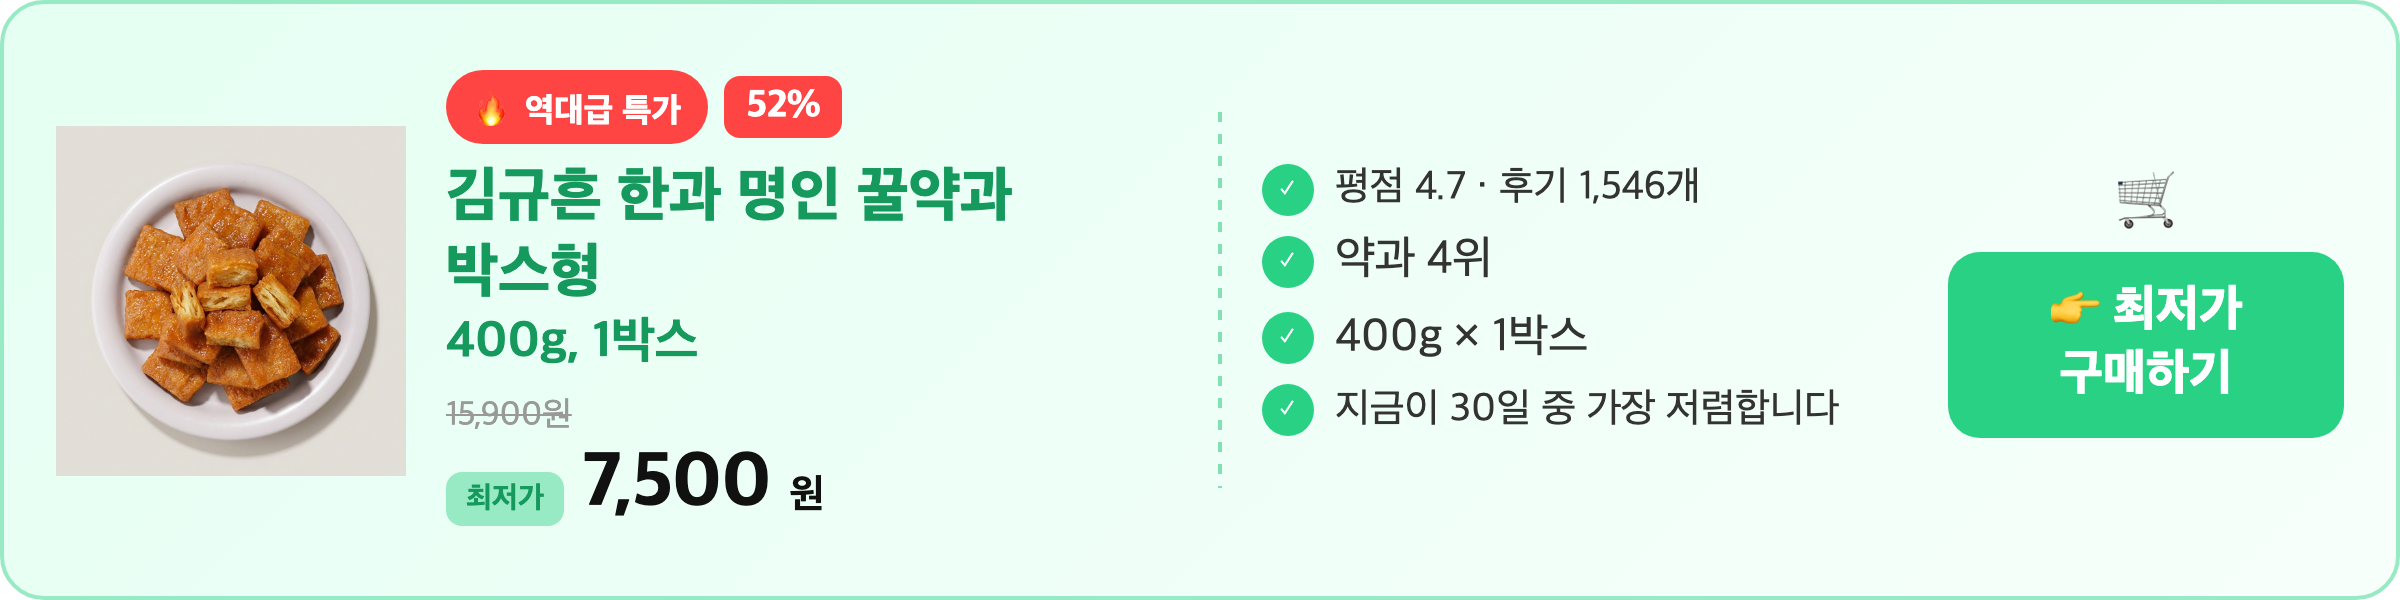 역대급 특가
52%
김규흔 한과 명인 꿀약과
박스형
400g, 1박스
15,900원
최저가 7,500 원
✓ 평점 4.7 · 후기 1,546개
✓ 약과 4위
✓ 400g × 1박스
✓ 지금이 30일 중 가장 저렴합니다
👉 최저가
구매하기